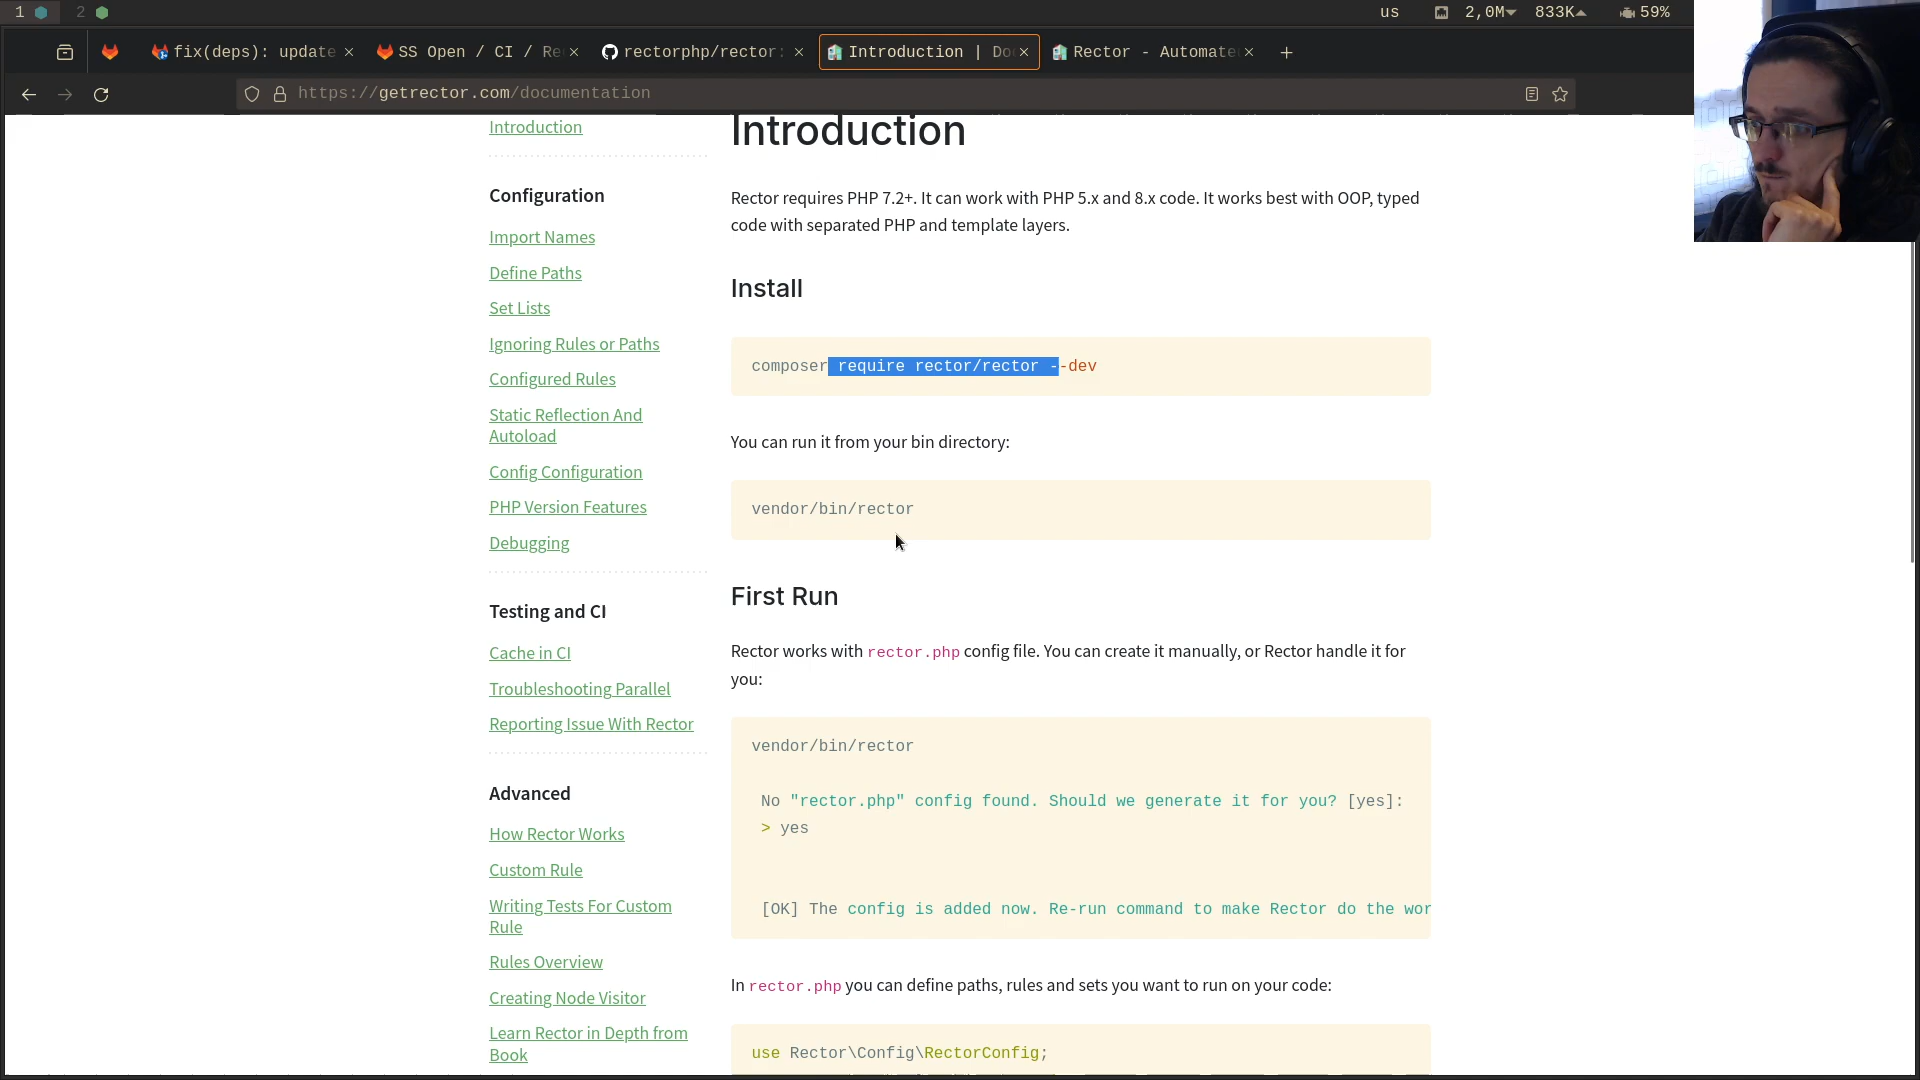 1 2 us 2,0M 833K 59%
fix(deps): update SS Open / CI / Re rectorphp/rector: Introduction | Do Rector - Automate
https://getrector.com/documentation
Introduction
Configuration
Import Names
Define Paths
Set Lists
Ignoring Rules or Paths
Configured Rules
Static Reflection And
Autoload
Config Configuration
PHP Version Features
Debugging
Testing and CI
Cache in CI
Troubleshooting Parallel
Reporting Issue With Rector
Advanced
How Rector Works
Custom Rule
Writing Tests For Custom
Rule
Rules Overview
Creating Node Visitor
Learn Rector in Depth from
Book
Introduction
Rector requires PHP 7.2+. It can work with PHP 5.x and 8.x code. It works best with OOP, typed
code with separated PHP and template layers.
Install
composer require rector/rector --dev
You can run it from your bin directory:
vendor/bin/rector
First Run
Rector works with rector.php config file. You can create it manually, or Rector handle it for
you:
vendor/bin/rector
No "rector.php" config found. Should we generate it for you? [yes]:
> yes
[OK] The config is added now. Re-run command to make Rector do the wor
In rector.php you can define paths, rules and sets you want to run on your code:
use Rector\Config\RectorConfig;